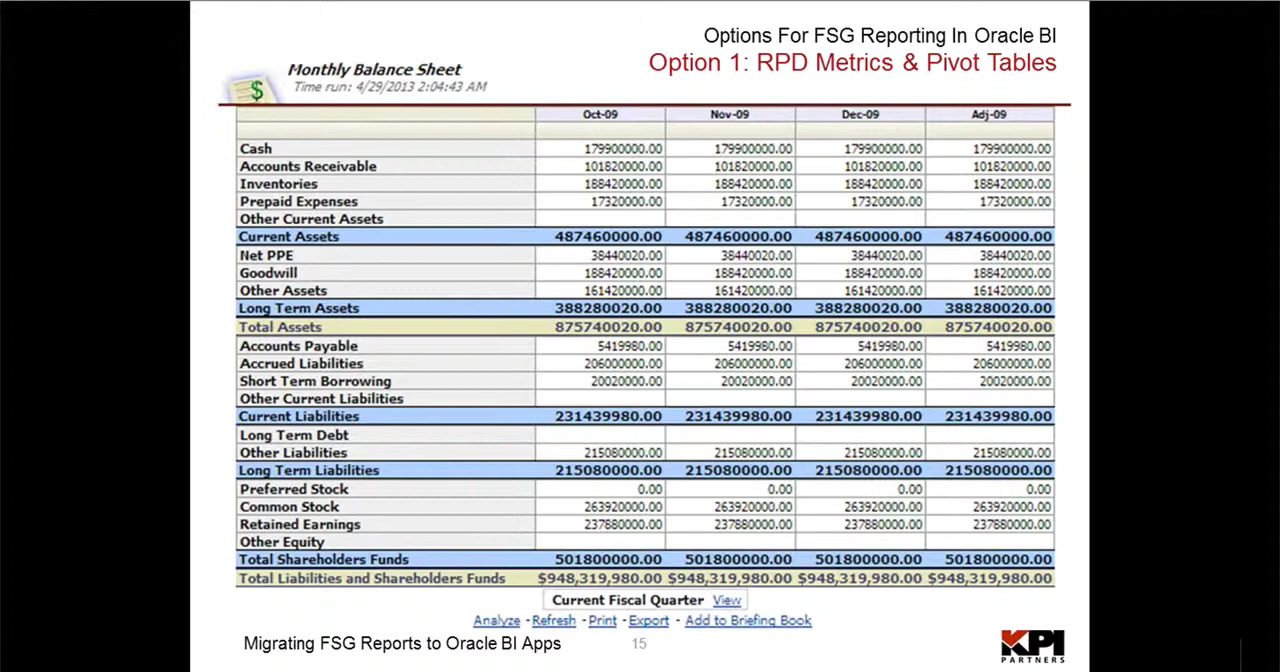 Options For FSG Reporting In Oracle BI
Option 1: RPD Metrics & Pivot Tables
Monthly Balance Sheet
Time run: 4/29/2013 2:04:43 AM
$
Oct-09 Nov-09 Dec-09 Adj-09
Cash 179900000.00 179900000.00 179900000.00 179900000.00
Accounts Receivable 101820000.00 101820000.00 101820000.00 101820000.00
Inventories 188420000.00 188420000.00 188420000.00 188420000.00
Prepaid Expenses 17320000.00 17320000.00 17320000.00 17320000.00
Other Current Assets
Current Assets 487460000.00 487460000.00 487460000.00 487460000.00
Net PPE 38440020.00 38440020.00 38440020.00 38440020.00
Goodwill 188420000.00 188420000.00 188420000.00 188420000.00
Other Assets 161420000.00 161420000.00 161420000.00 161420000.00
Long Term Assets 388280020.00 388280020.00 388280020.00 388280020.00
Total Assets 875740020.00 875740020.00 875740020.00 875740020.00
Accounts Payable 5419980.00 5419980.00 5419980.00 5419980.00
Accrued Liabilities 206000000.00 206000000.00 206000000.00 206000000.00
Short Term Borrowing 20020000.00 20020000.00 20020000.00 20020000.00
Other Current Liabilities
Current Liabilities 231439980.00 231439980.00 231439980.00 231439980.00
Long Term Debt
Other Liabilities 215080000.00 215080000.00 215080000.00 215080000.00
Long Term Liabilities 215080000.00 215080000.00 215080000.00 215080000.00
Preferred Stock 0.00 0.00 0.00 0.00
Common Stock 263920000.00 263920000.00 263920000.00 263920000.00
Retained Earnings 237880000.00 237880000.00 237880000.00 237880000.00
Other Equity
Total Shareholders Funds 501800000.00 501800000.00 501800000.00 501800000.00
Total Liabilities and Shareholders Funds $948,319,980.00 $948,319,980.00 $948,319,980.00 $948,319,980.00
Current Fiscal Quarter View
Analyze - Refresh - Print - Export - Add to Briefing Book
Migrating FSG Reports to Oracle BI Apps 15
KPI
PARTNERS